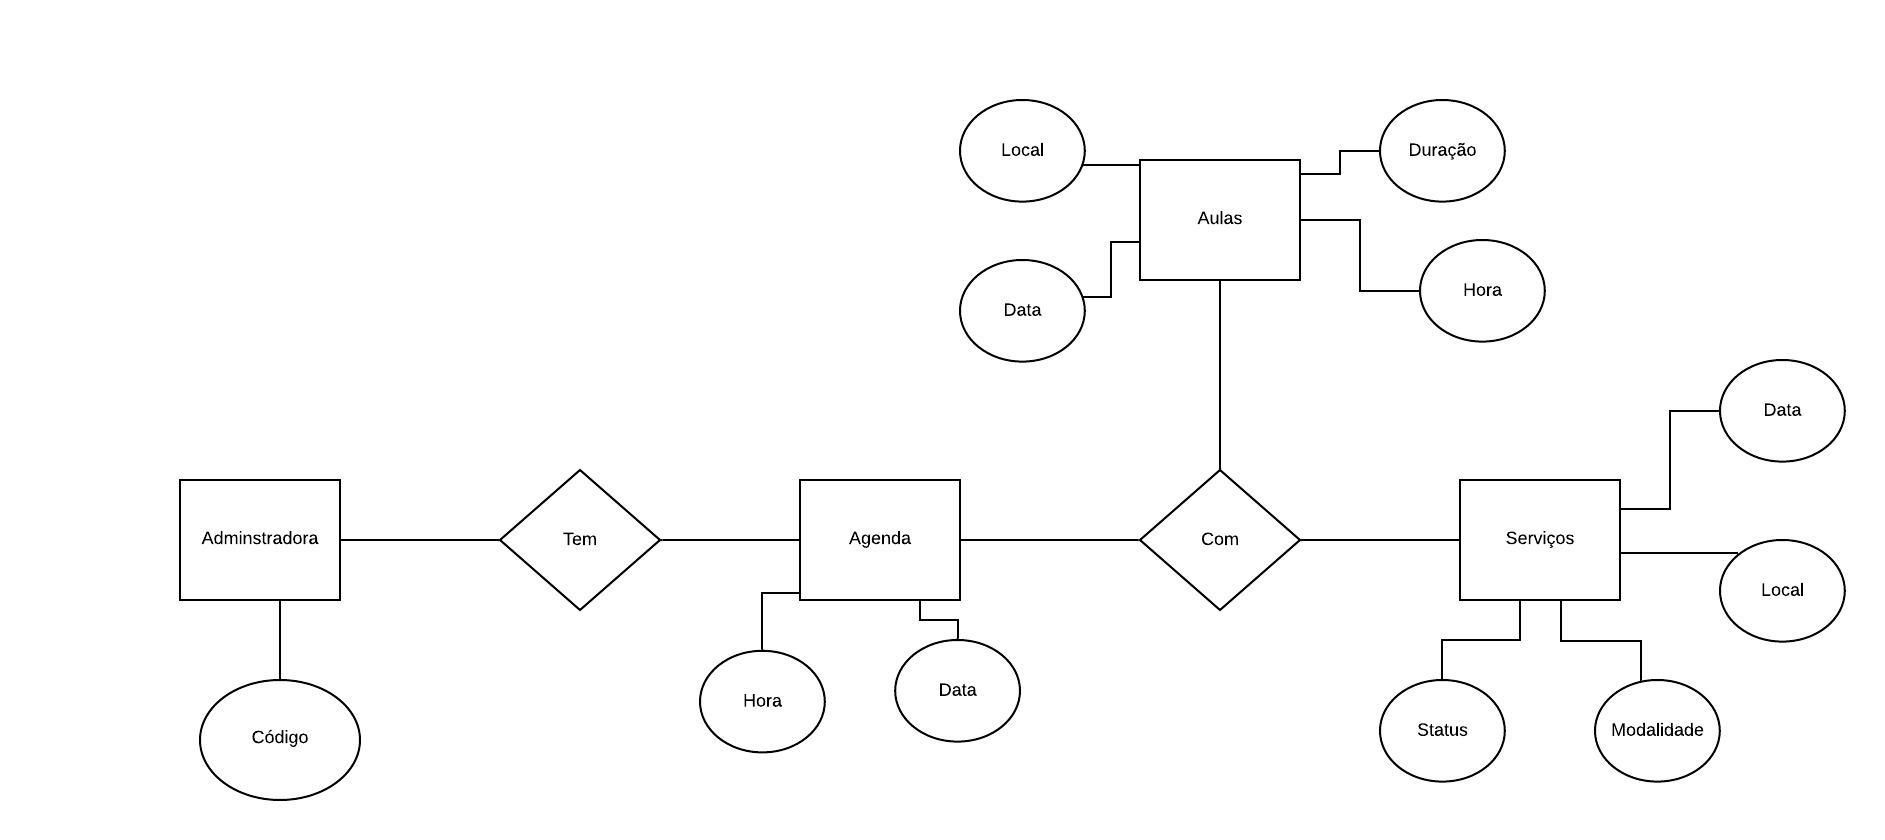 Local
Duração
Aulas
Hora
Data
Data
Adminstradora
Tem
Agenda
Com
Serviços
Local
Hora
Data
Código
Status
Modalidade